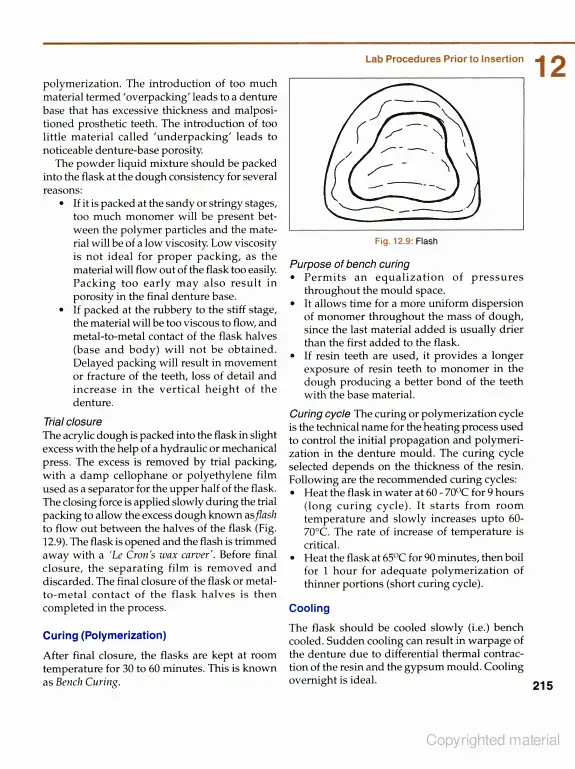 Lab Procedures Prior to Insertion
12
polymerization. The introduction of too much
material termed 'overpacking' leads to a denture
base that has excessive thickness and malposi-
tioned prosthetic teeth. The introduction of too
little material called 'underpacking' leads to
noticeable denture-base porosity.
The powder liquid mixture should be packed
into the flask at the dough consistency for several
reasons:
• If it is packed at the sandy or stringy stages,
too much monomer will be present bet-
ween the polymer particles and the mate-
rial will be of a low viscosity. Low viscosity
is not ideal for proper packing, as the
material will flow out of the flask too easily.
Packing too early may also result in
porosity in the final denture base.
• If packed at the rubbery to the stiff stage,
the material will be too viscous to flow, and
metal-to-metal contact of the flask halves
(base and body) will not be obtained.
Delayed packing will result in movement
or fracture of the teeth, loss of detail and
increase in the vertical height of the
denture.
Trial closure
The acrylic dough is packed into the flask in slight
excess with the help of a hydraulic or mechanical
press. The excess is removed by trial packing,
with a damp cellophane or polyethylene film
used as a separator for the upper half of the flask.
The closing force is applied slowly during the trial
packing to allow the excess dough known as flash
to flow out between the halves of the flask (Fig.
12.9). The flask is opened and the flash is trimmed
away with a 'Le Cron's wax carver'. Before final
closure, the separating film is removed and
discarded. The final closure of the flask or metal-
to-metal contact of the flask halves is then
completed in the process.
Curing (Polymerization)
After final closure, the flasks are kept at room
temperature for 30 to 60 minutes. This is known
as Bench Curing.
Fig. 12.9: Flash
Purpose of bench curing
• Permits an equalization of pressures
throughout the mould space.
• It allows time for a more uniform dispersion
of monomer throughout the mass of dough,
since the last material added is usually drier
than the first added to the flask.
• If resin teeth are used, it provides a longer
exposure of resin teeth to monomer in the
dough producing a better bond of the teeth
with the base material.
Curing cycle The curing or polymerization cycle
is the technical name for the heating process used
to control the initial propagation and polymeri-
zation in the denture mould. The curing cycle
selected depends on the thickness of the resin.
Following are the recommended curing cycles:
• Heat the flask in water at 60 - 70ºC for 9 hours
(long curing cycle). It starts from room
temperature and slowly increases upto 60-
70°C. The rate of increase of temperature is
critical.
• Heat the flask at 65ºC for 90 minutes, then boil
for 1 hour for adequate polymerization of
thinner portions (short curing cycle).
Cooling
The flask should be cooled slowly (i.e.) bench
cooled. Sudden cooling can result in warpage of
the denture due to differential thermal contrac-
tion of the resin and the gypsum mould. Cooling
overnight is ideal.
215
Copyrighted material